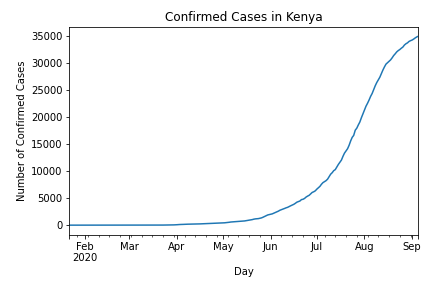 Confirmed Cases in Kenya
Number of Confirmed Cases
35000
30000
25000
20000
15000
10000
5000
0
Feb Mar Apr May Jun Jul Aug Sep
2020
Day